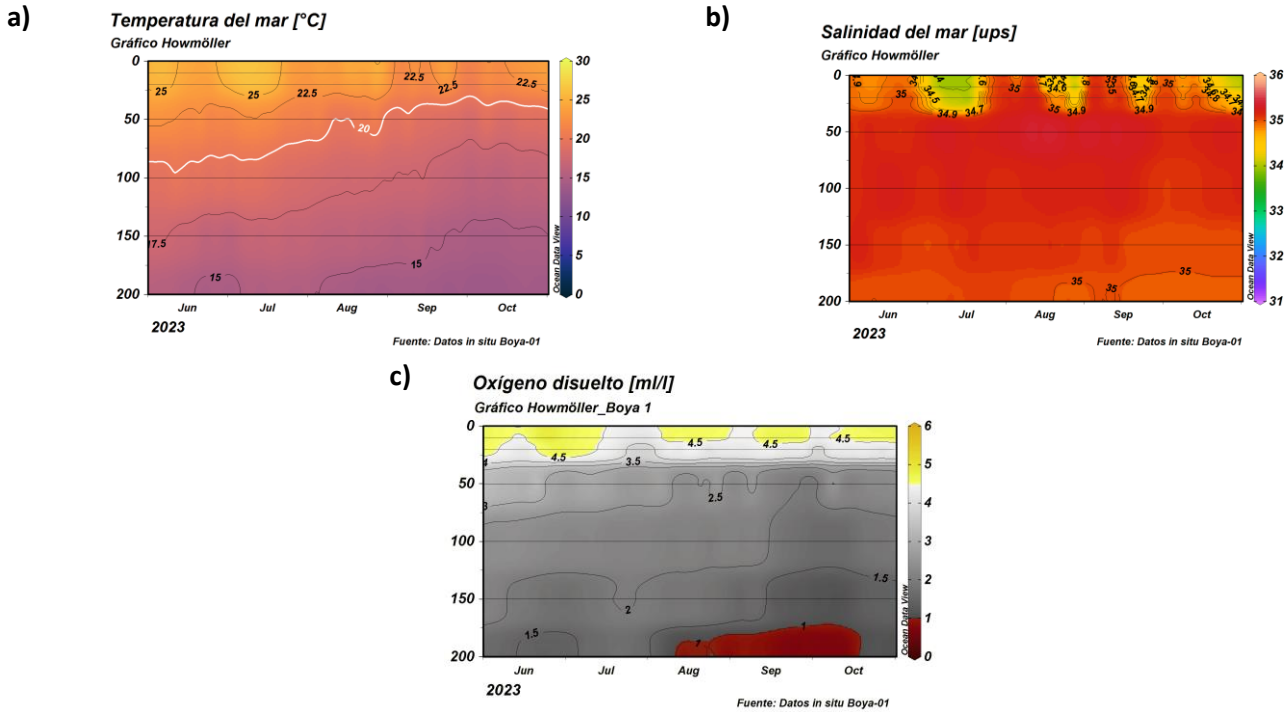 a)
Temperatura del mar [°C]
Gráfico Howmöller
0
50
100
150
200
25
25
22.5
22.5
22.5
20
17.5
15
15
Jun
Jul
Aug
Sep
Oct
2023
30
25
20
15
10
5
0
Ocean Data View
Fuente: Datos in situ Boya-01
b)
Salinidad del mar [ups]
Gráfico Howmöller
0
50
100
150
200
34.5
34.9
34.7
35
34.6
35
34.9
35
34.9
35
35
35
Jun
Jul
Aug
Sep
Oct
2023
36
35
34
33
32
31
Ocean Data View
Fuente: Datos in situ Boya-01
c)
Oxígeno disuelto [ml/l]
Gráfico Howmöller_Boya 1
0
50
100
150
200
4.5
4.5
4.5
4.5
4
3.5
3
2.5
2
1.5
1.5
1
1
Jun
Jul
Aug
Sep
Oct
2023
6
5
4
3
2
1
0
Ocean Data View
Fuente: Datos in situ Boya-01